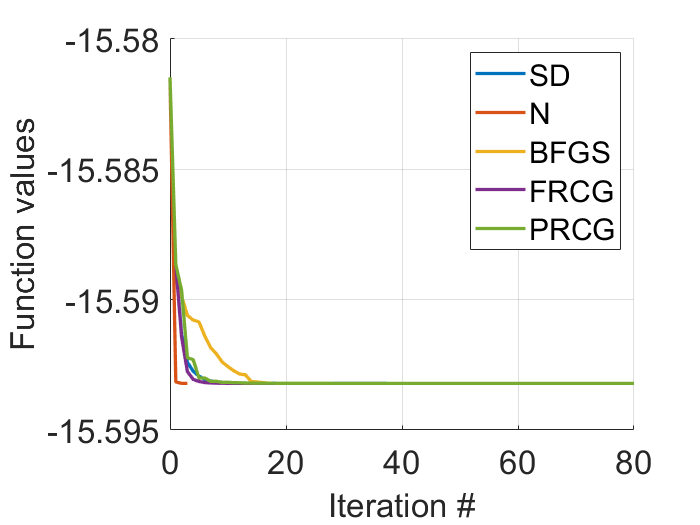 Function values
-15.58
-15.585
-15.59
-15.595
0
20
40
60
80
Iteration #
SD
N
BFGS
FRCG
PRCG